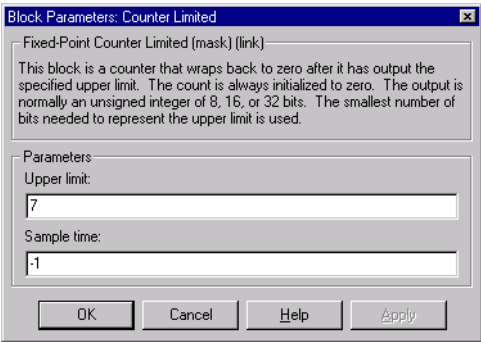 Block Parameters: Counter Limited
Fixed-Point Counter Limited (mask) (link)
This block is a counter that wraps back to zero after it has output the
specified upper limit. The count is always initialized to zero. The output is
normally an unsigned integer of 8, 16, or 32 bits. The smallest number of
bits needed to represent the upper limit is used.
Parameters
Upper limit:
7
Sample time:
-1
OK Cancel Help Apply